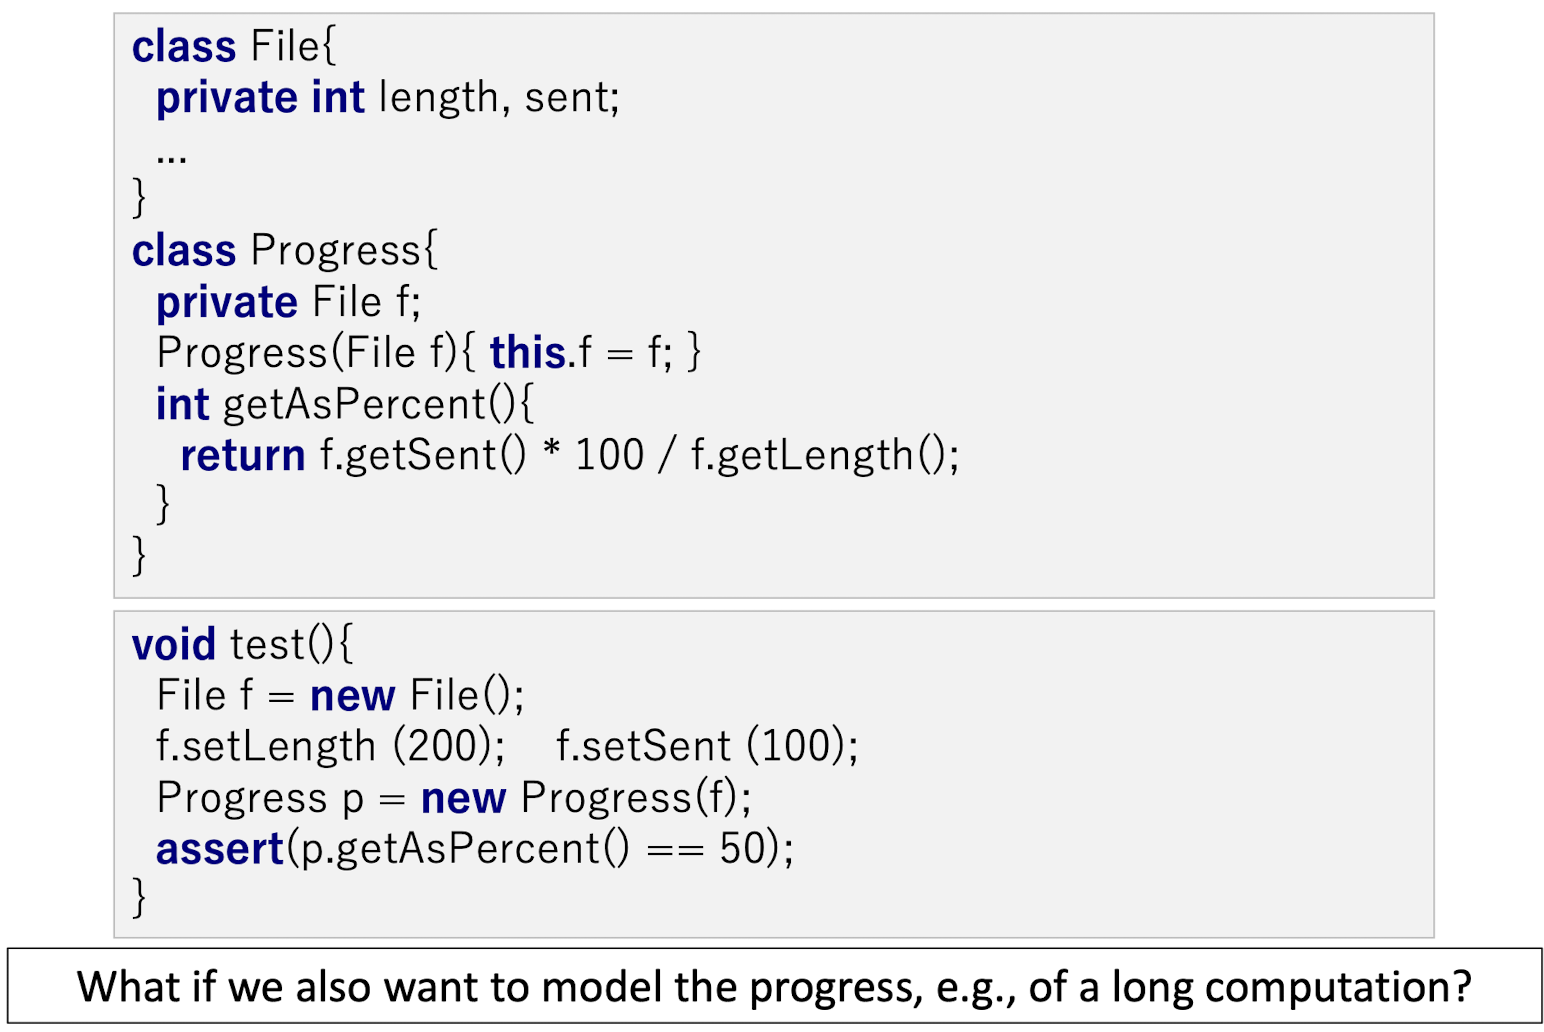 class File{
private int length, sent;
...
}
class Progress{
private File f;
Progress(File f){ this.f = f; }
int getAsPercent(){
return f.getSent() * 100 / f.getLength();
}
}
void test(){
File f = new File();
f.setLength (200); f.setSent (100);
Progress p = new Progress(f);
assert(p.getAsPercent() == 50);
}
What if we also want to model the progress, e.g., of a long computation?